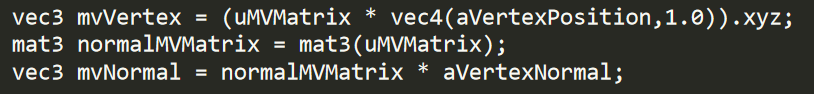 vec3 mvVertex = (uMVMatrix * vec4(aVertexPosition,1.0)).xyz;
mat3 normalMVMatrix = mat3(uMVMatrix);
vec3 mvNormal = normalMVMatrix * aVertexNormal;